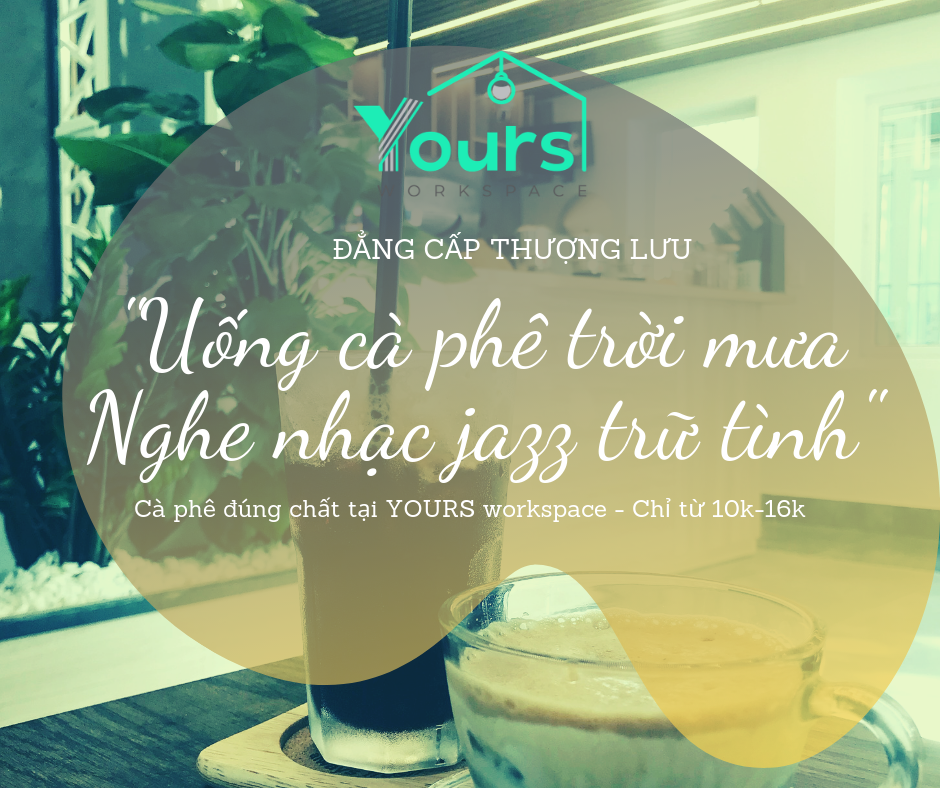 Yours
ORKSPACE
ĐẲNG CẤP THƯỢNG LƯU
"Uống cà phê trời mưa
Nghe nhạc jazz trữ tình"
Cà phê đúng chất tại YOURS workspace - Chỉ từ 10k-16k